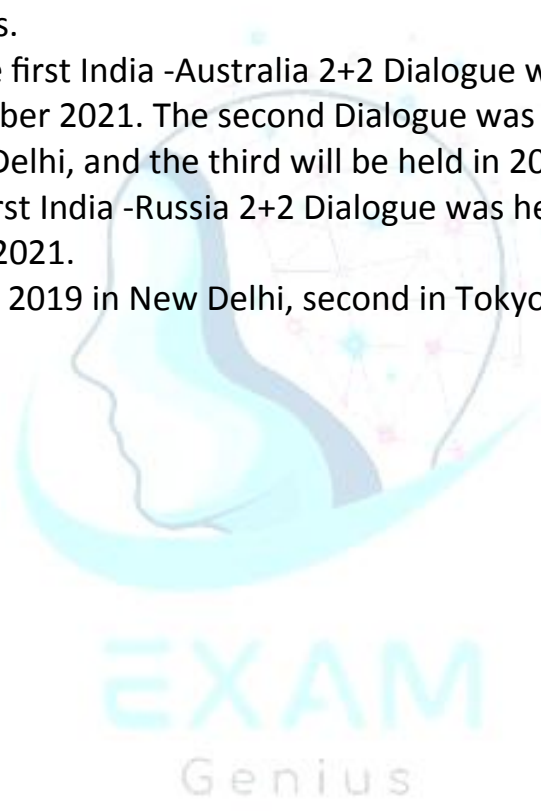 s.
e first India -Australia 2+2 Dialogue w
ber 2021. The second Dialogue was
Delhi, and the third will be held in 20
rst India -Russia 2+2 Dialogue was he
2021.
2019 in New Delhi, second in Tokyo
EXAM
Genius